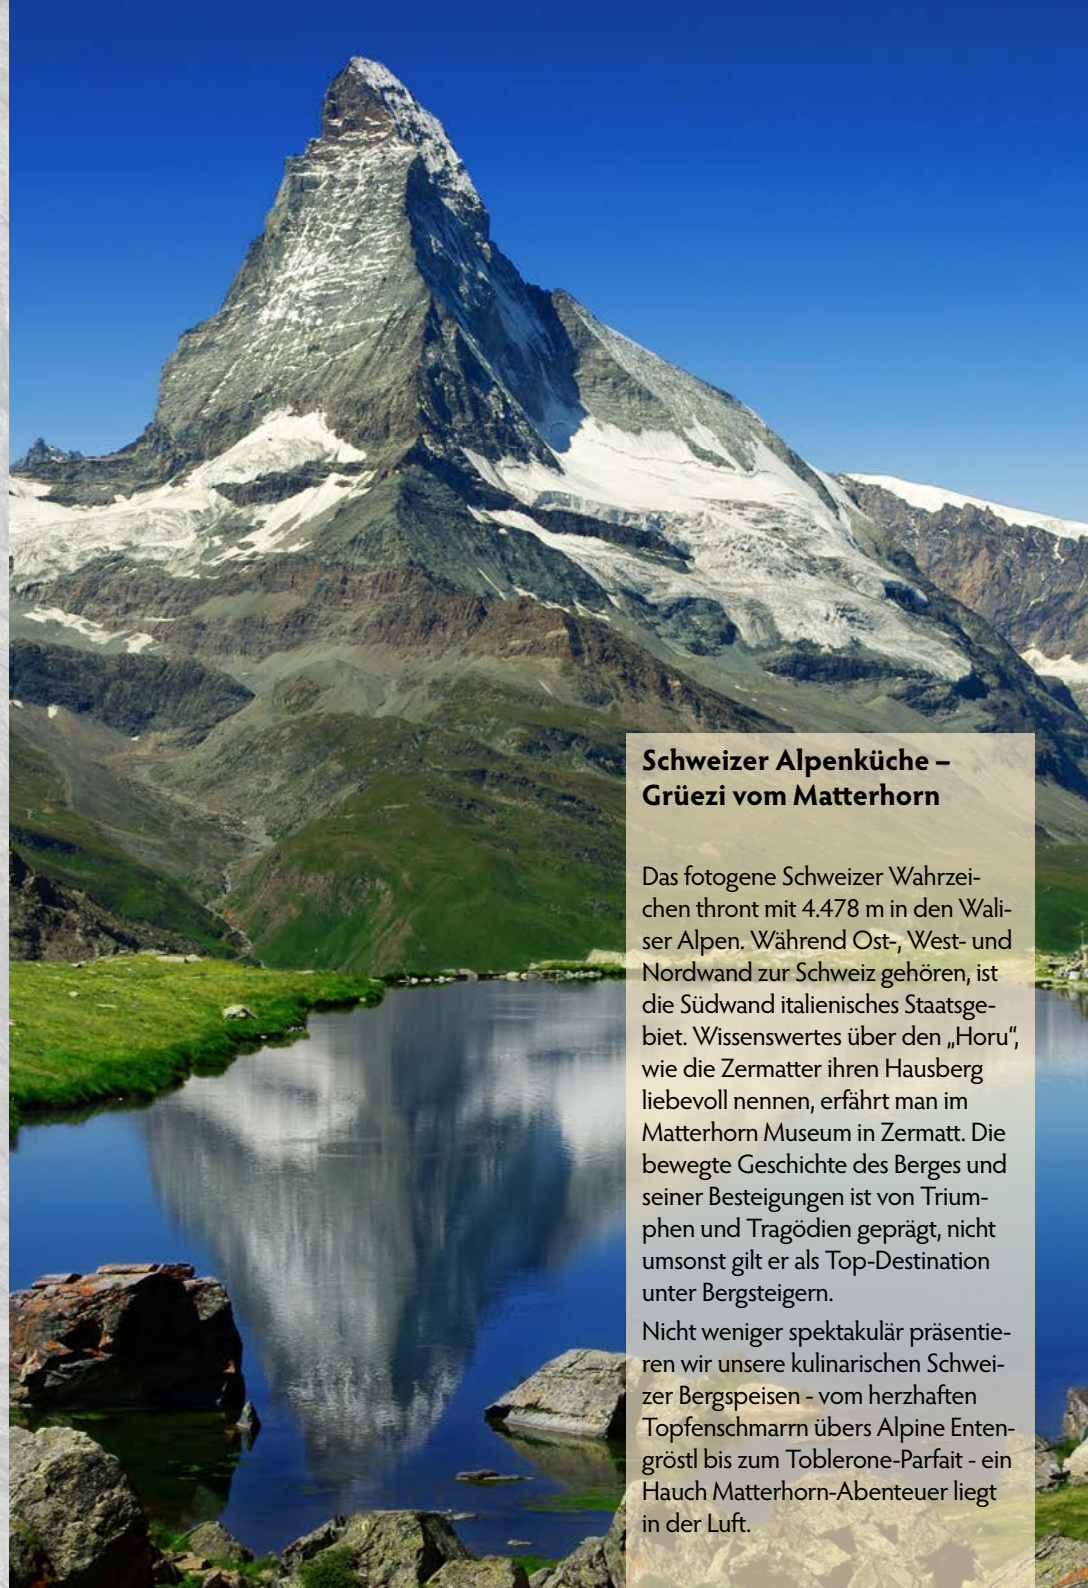 Schweizer Alpenküche –
Grüezi vom Matterhorn
Das fotogene Schweizer Wahrzei-
chen thront mit 4.478 m in den Wali-
ser Alpen. Während Ost-, West- und
Nordwand zur Schweiz gehören, ist
die Südwand italienisches Staatsge-
biet. Wissenswertes über den „Horu“,
wie die Zermatter ihren Hausberg
liebevoll nennen, erfährt man im
Matterhorn Museum in Zermatt. Die
bewegte Geschichte des Berges und
seiner Besteigungen ist von Trium-
phen und Tragödien geprägt, nicht
umsonst gilt er als Top-Destination
unter Bergsteigern.
Nicht weniger spektakulär präsentie-
ren wir unsere kulinarischen Schwei-
zer Bergspeisen - vom herzhaften
Topfenschmarrn übers Alpine Enten-
gröstl bis zum Toblerone-Parfait - ein
Hauch Matterhorn-Abenteuer liegt
in der Luft.